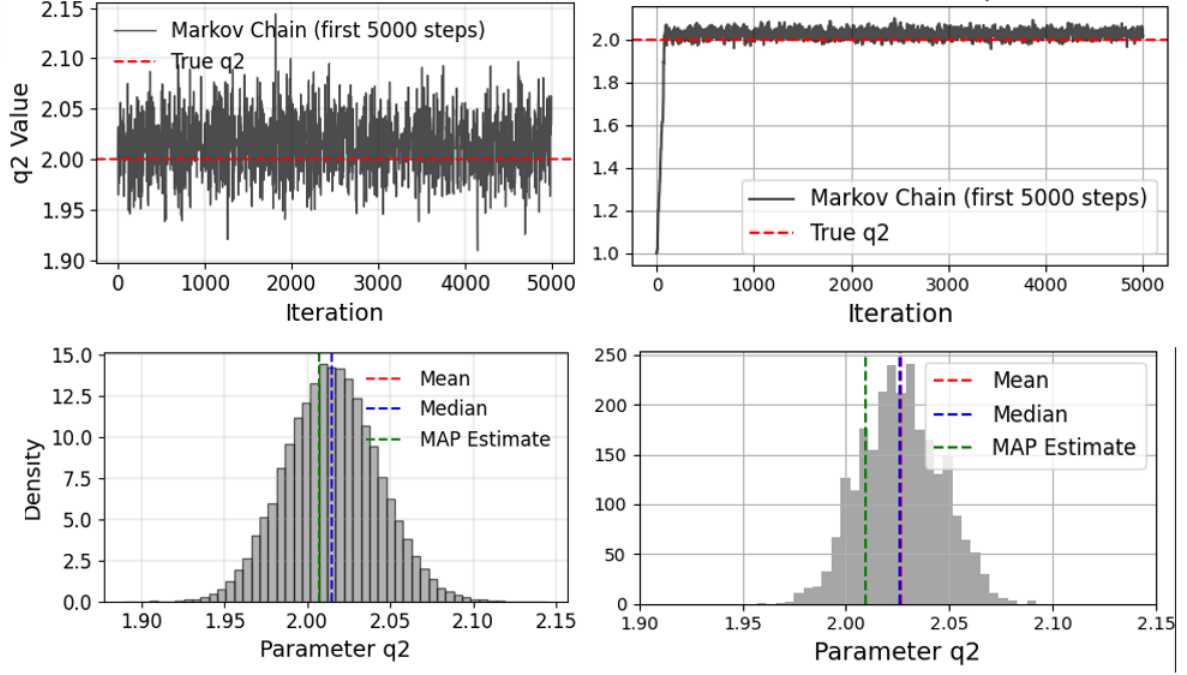 2.15
2.10
2.05
2.00
1.95
1.90
q2 Value
Markov Chain (first 5000 steps)
True q2
0 1000 2000 3000 4000 5000
Iteration
2.0
1.8
1.6
1.4
1.2
1.0
Markov Chain (first 5000 steps)
True q2
0 1000 2000 3000 4000 5000
Iteration
15.0
12.5
10.0
7.5
5.0
2.5
0.0
Density
Mean
Median
MAP Estimate
1.90 1.95 2.00 2.05 2.10 2.15
Parameter q2
250
200
150
100
50
0
Mean
Median
MAP Estimate
1.90 1.95 2.00 2.05 2.10 2.15
Parameter q2